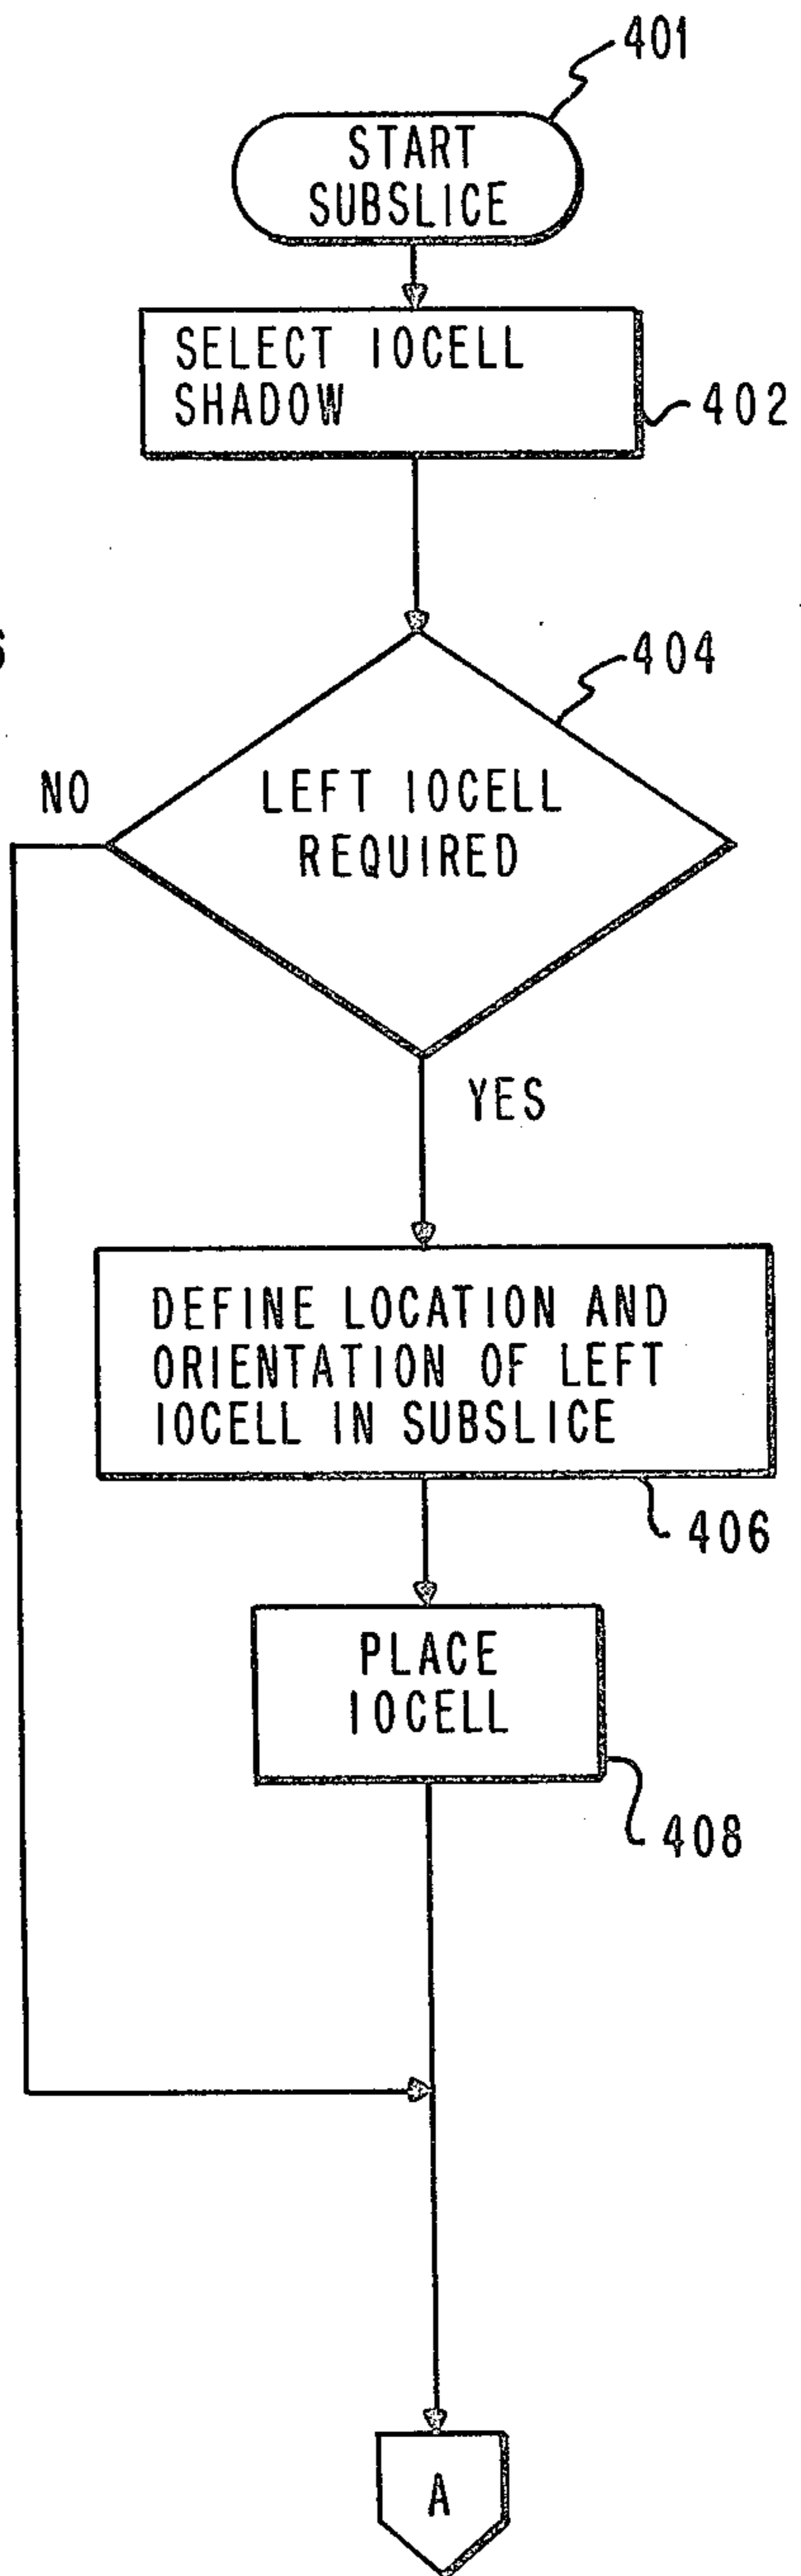 401
START
SUBSLICE
SELECT IOCELL
SHADOW
402
6
404
NO
LEFT IOCELL
REQUIRED
YES
DEFINE LOCATION AND
ORIENTATION OF LEFT
IOCELL IN SUBSLICE
406
PLACE
IOCELL
408
A